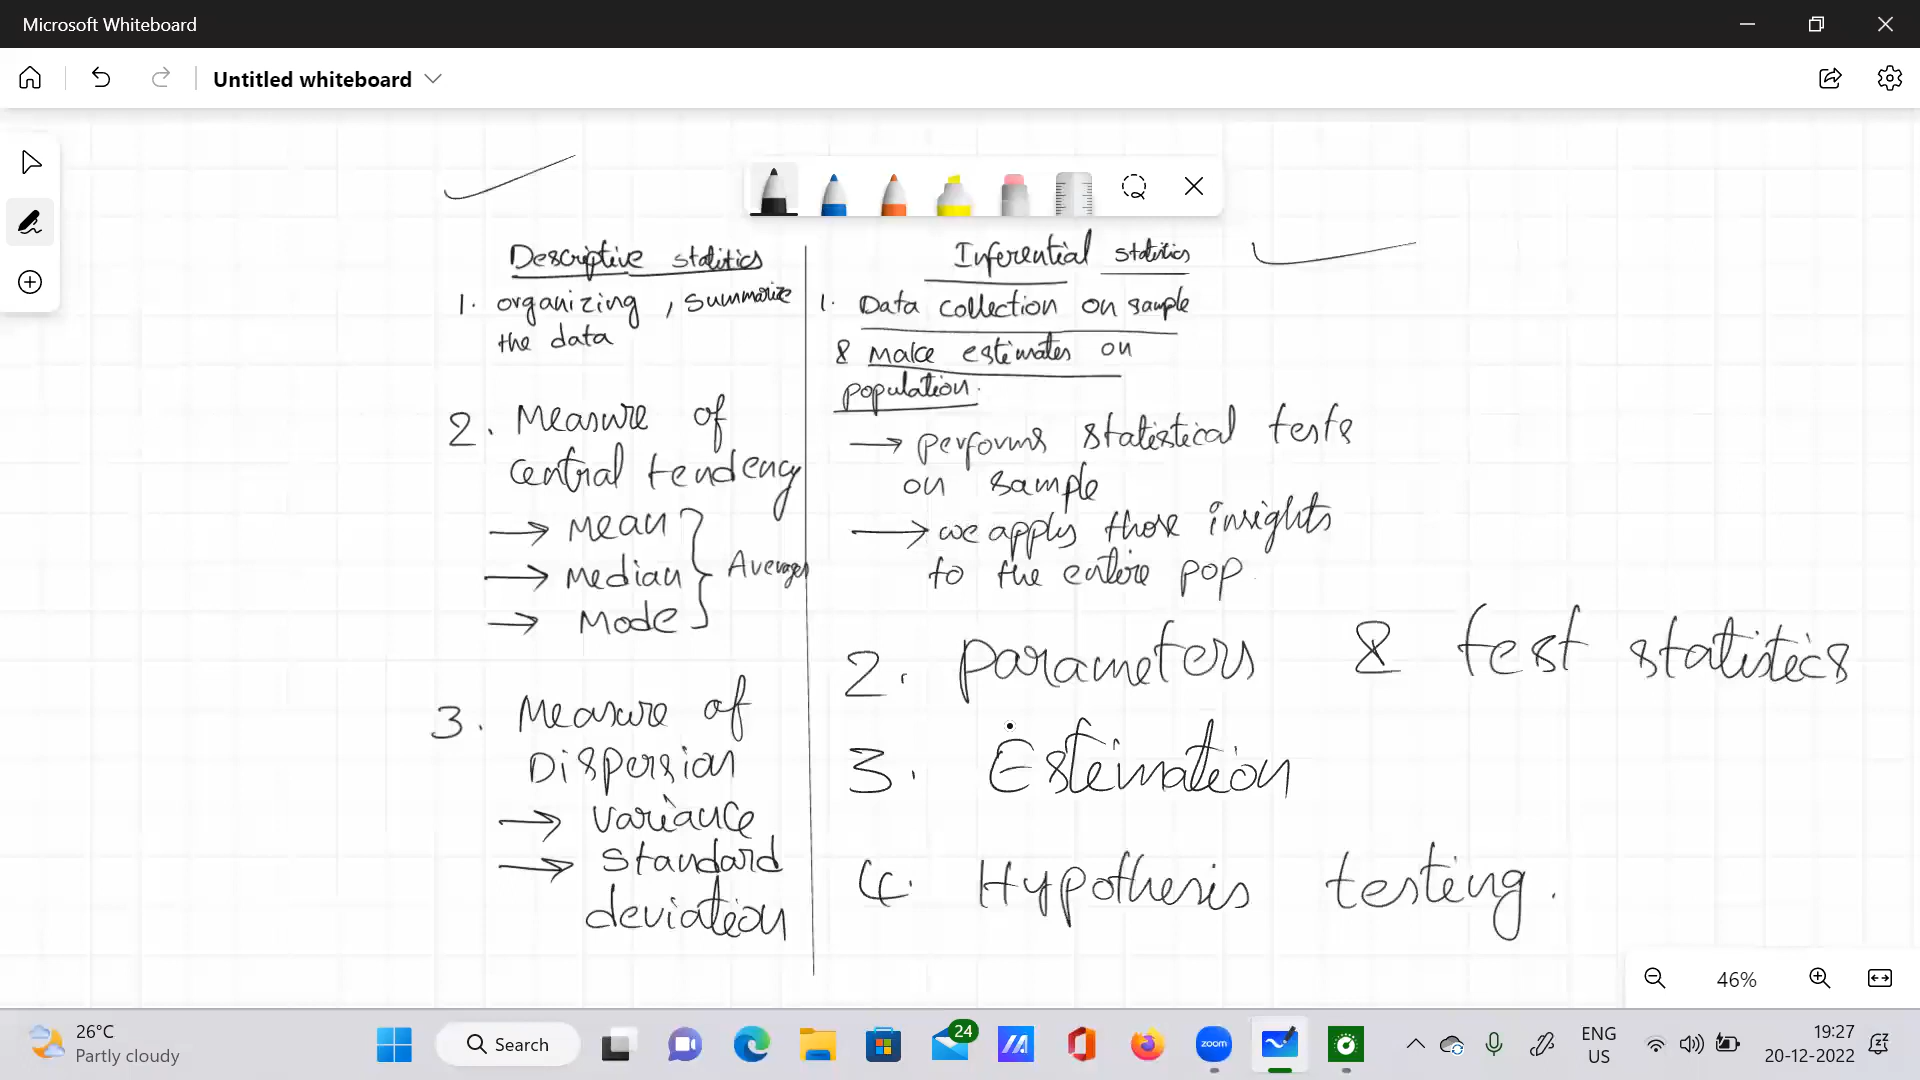 Microsoft Whiteboard
Untitled whiteboard
Descriptive statistics
1. organizing, summarize
the data
2. Measure of
central tendency
→ Mean
→ Median
→ Mode
Averages
3. Measure of
Dispersion
→ variance
→ standard
deviation
Inferential statistics
1. Data collection on sample
& make estimates on
population.
→ performs statistical tests
on sample
→ we apply those insights
to the entire pop
2. parameters & test statistics
3. Estimation
4. Hypothesis testing.
46%
26°C
Partly cloudy
Search
24
zoom
ENG
US
19:27
20-12-2022